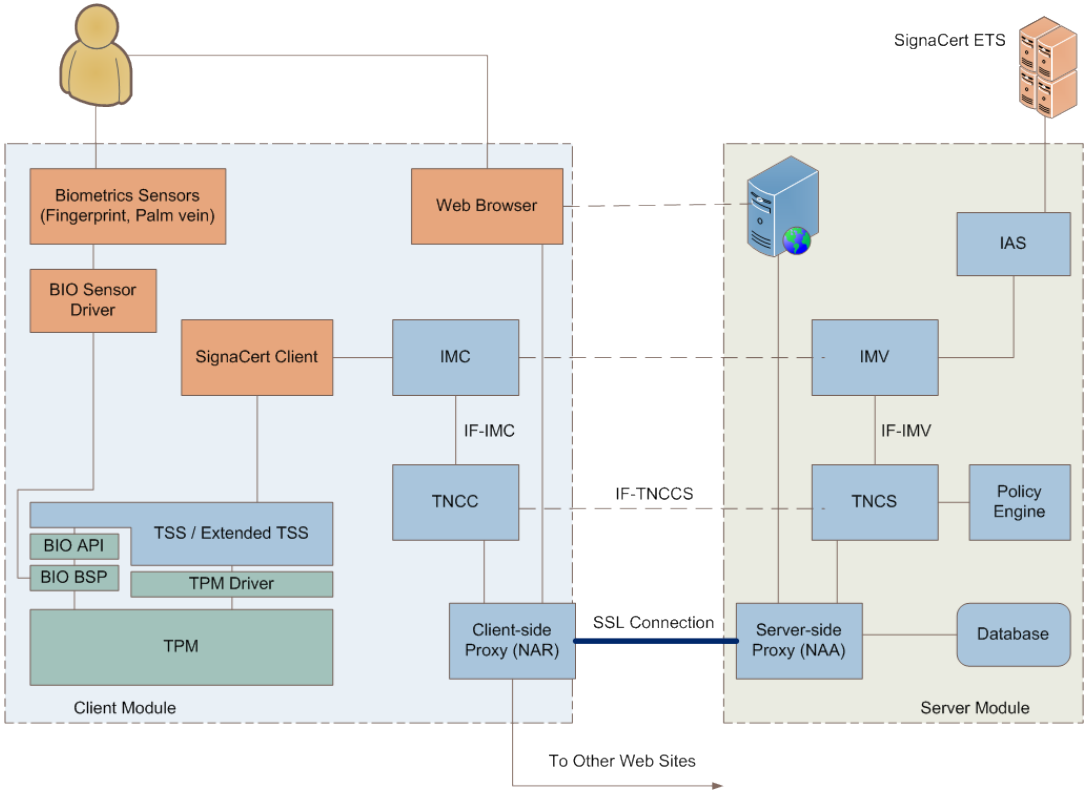 SignaCert ETS
Biometrics Sensors
(Fingerprint, Palm vein)
Web Browser
IAS
BIO Sensor
Driver
SignaCert Client
IMC
IMV
IF-IMC
IF-IMV
TNCC
IF-TNCCS
TNCS
Policy
Engine
TSS / Extended TSS
BIO API
BIO BSP
TPM Driver
TPM
Client-side
Proxy (NAR)
SSL Connection
Server-side
Proxy (NAA)
Database
Client Module
Server Module
To Other Web Sites